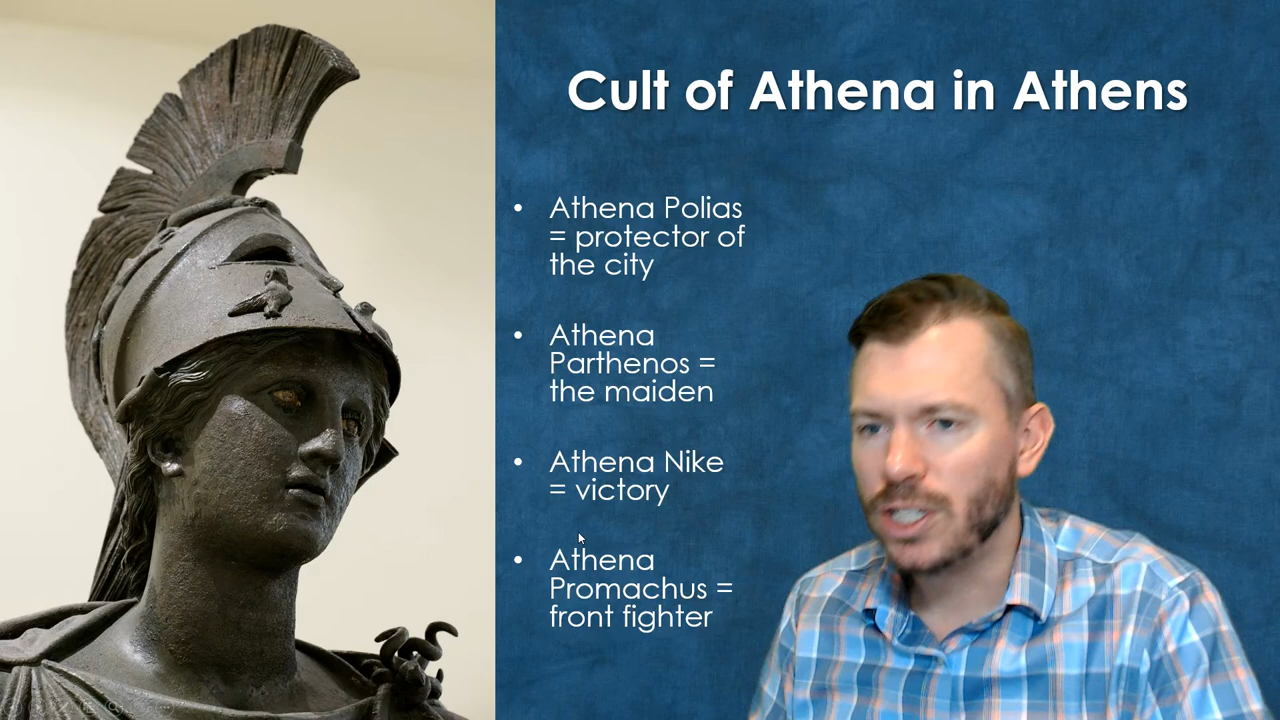 Cult of Athena in Athens
• Athena Polias
= protector of
the city
• Athena
Parthenos =
the maiden
• Athena Nike
= victory
• Athena
Promachus =
front fighter